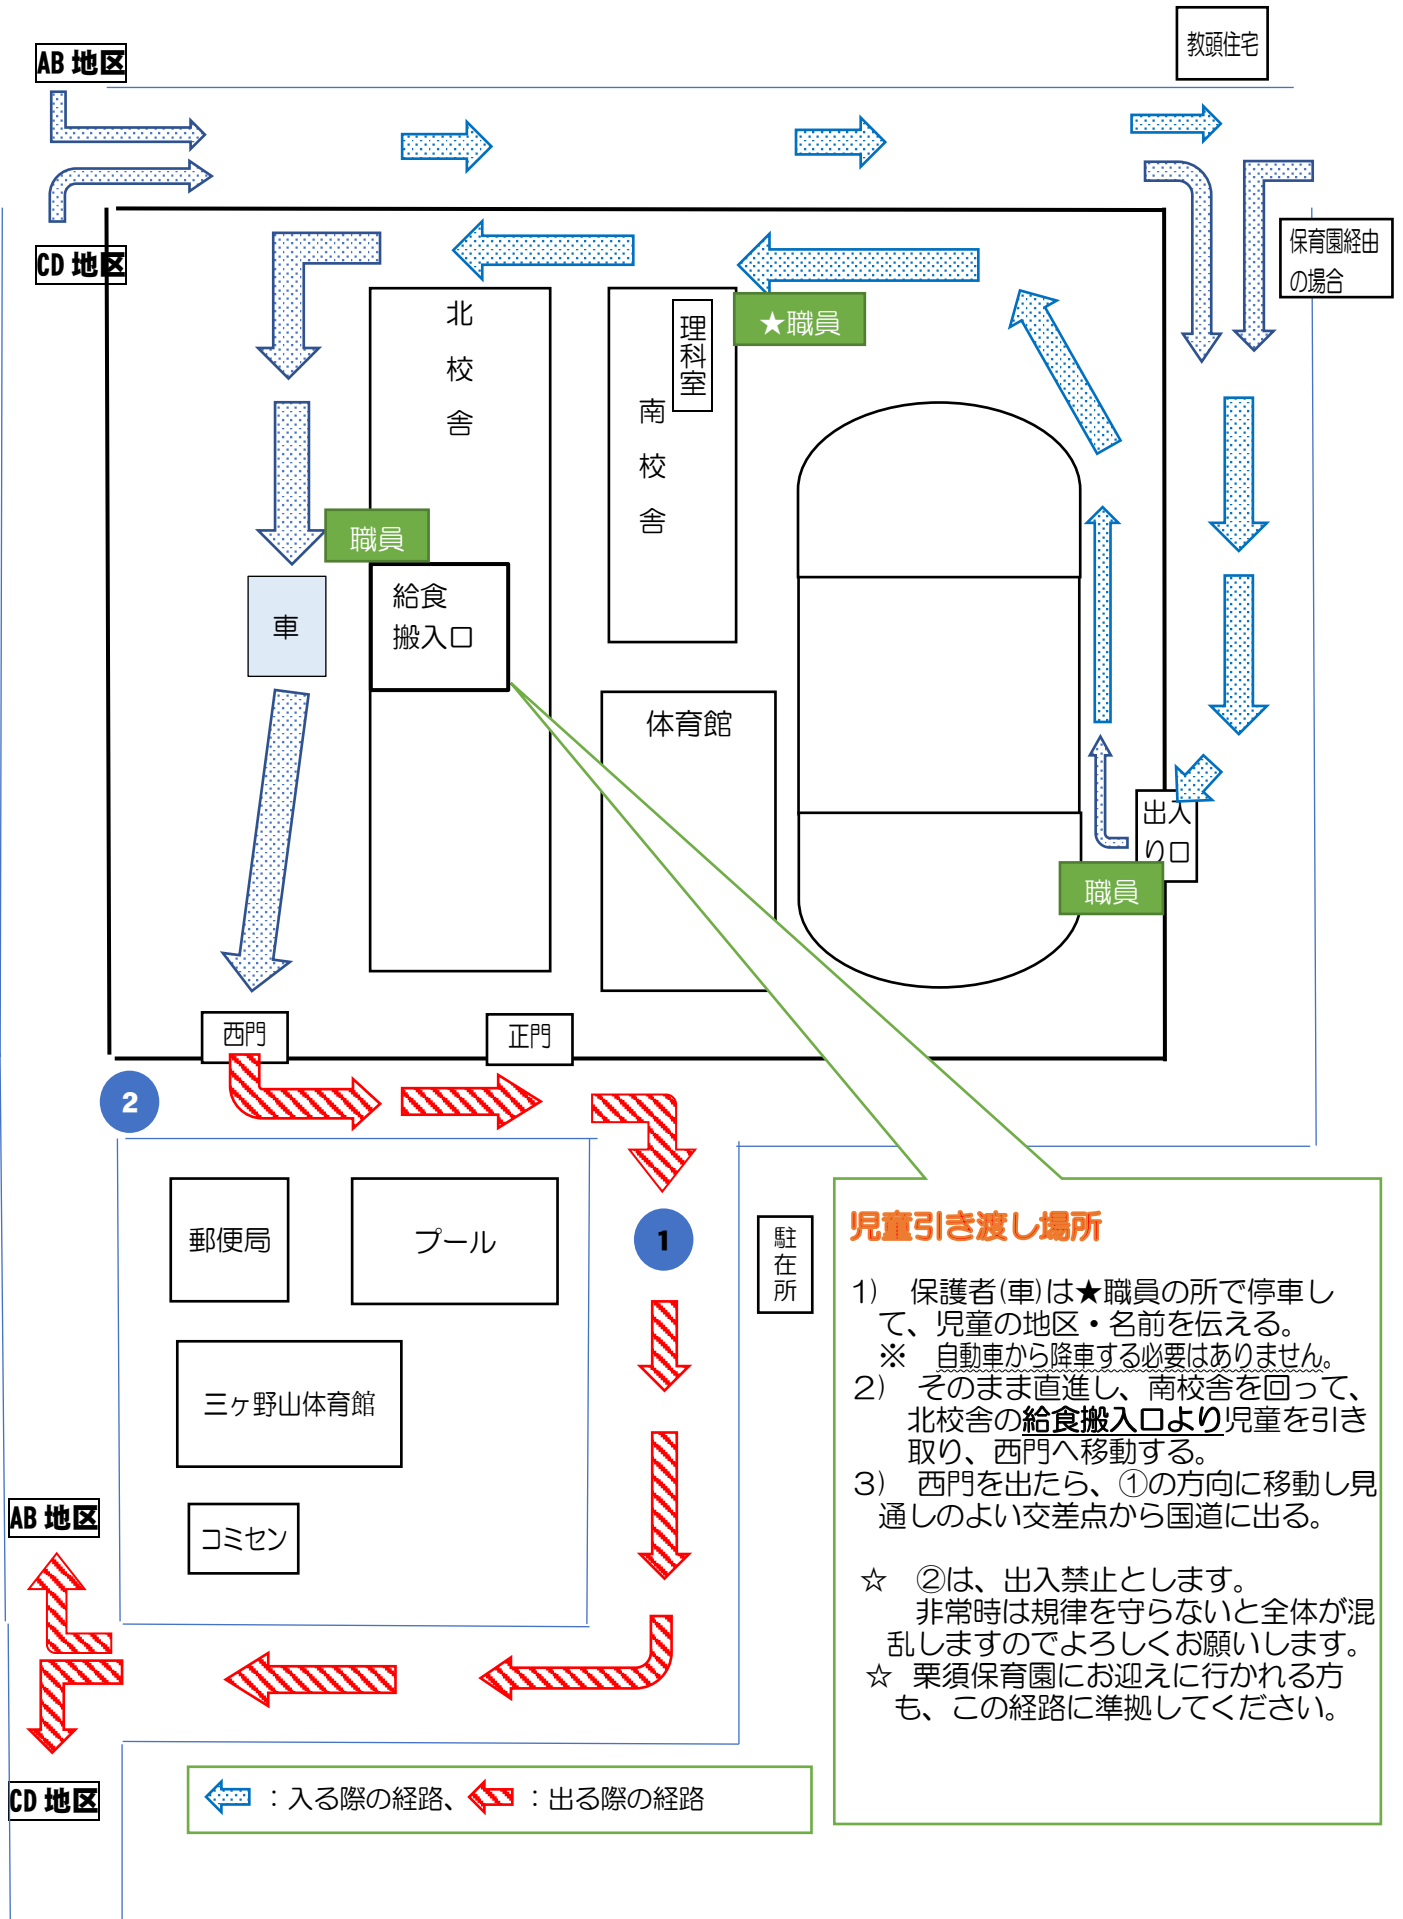 教頭住宅
AB 地区
CD 地区
保育園経由
の場合
北校舎
理科室
南校舎
★職員
職員
給食
搬入口
車
体育館
出入
り口
職員
西門
正門
2
郵便局
プール
1
駐在所
三ヶ野山体育館
コミセン
AB 地区
CD 地区
児童引き渡し場所
1) 保護者(車)は★職員の所で停車し
て、児童の地区・名前を伝える。
※ 自動車から降車する必要はありません。
2) そのまま直進し、南校舎を回って、
北校舎の給食搬入口より児童を引き
取り、西門へ移動する。
3) 西門を出たら、①の方向に移動し見
通しのよい交差点から国道に出る。
☆ ②は、出入禁止とします。
非常時は規律を守らないと全体が混
乱しますのでよろしくお願いします。
☆ 栗須保育園にお迎えに行かれる方
も、この経路に準拠してください。
：入る際の経路、 ：出る際の経路